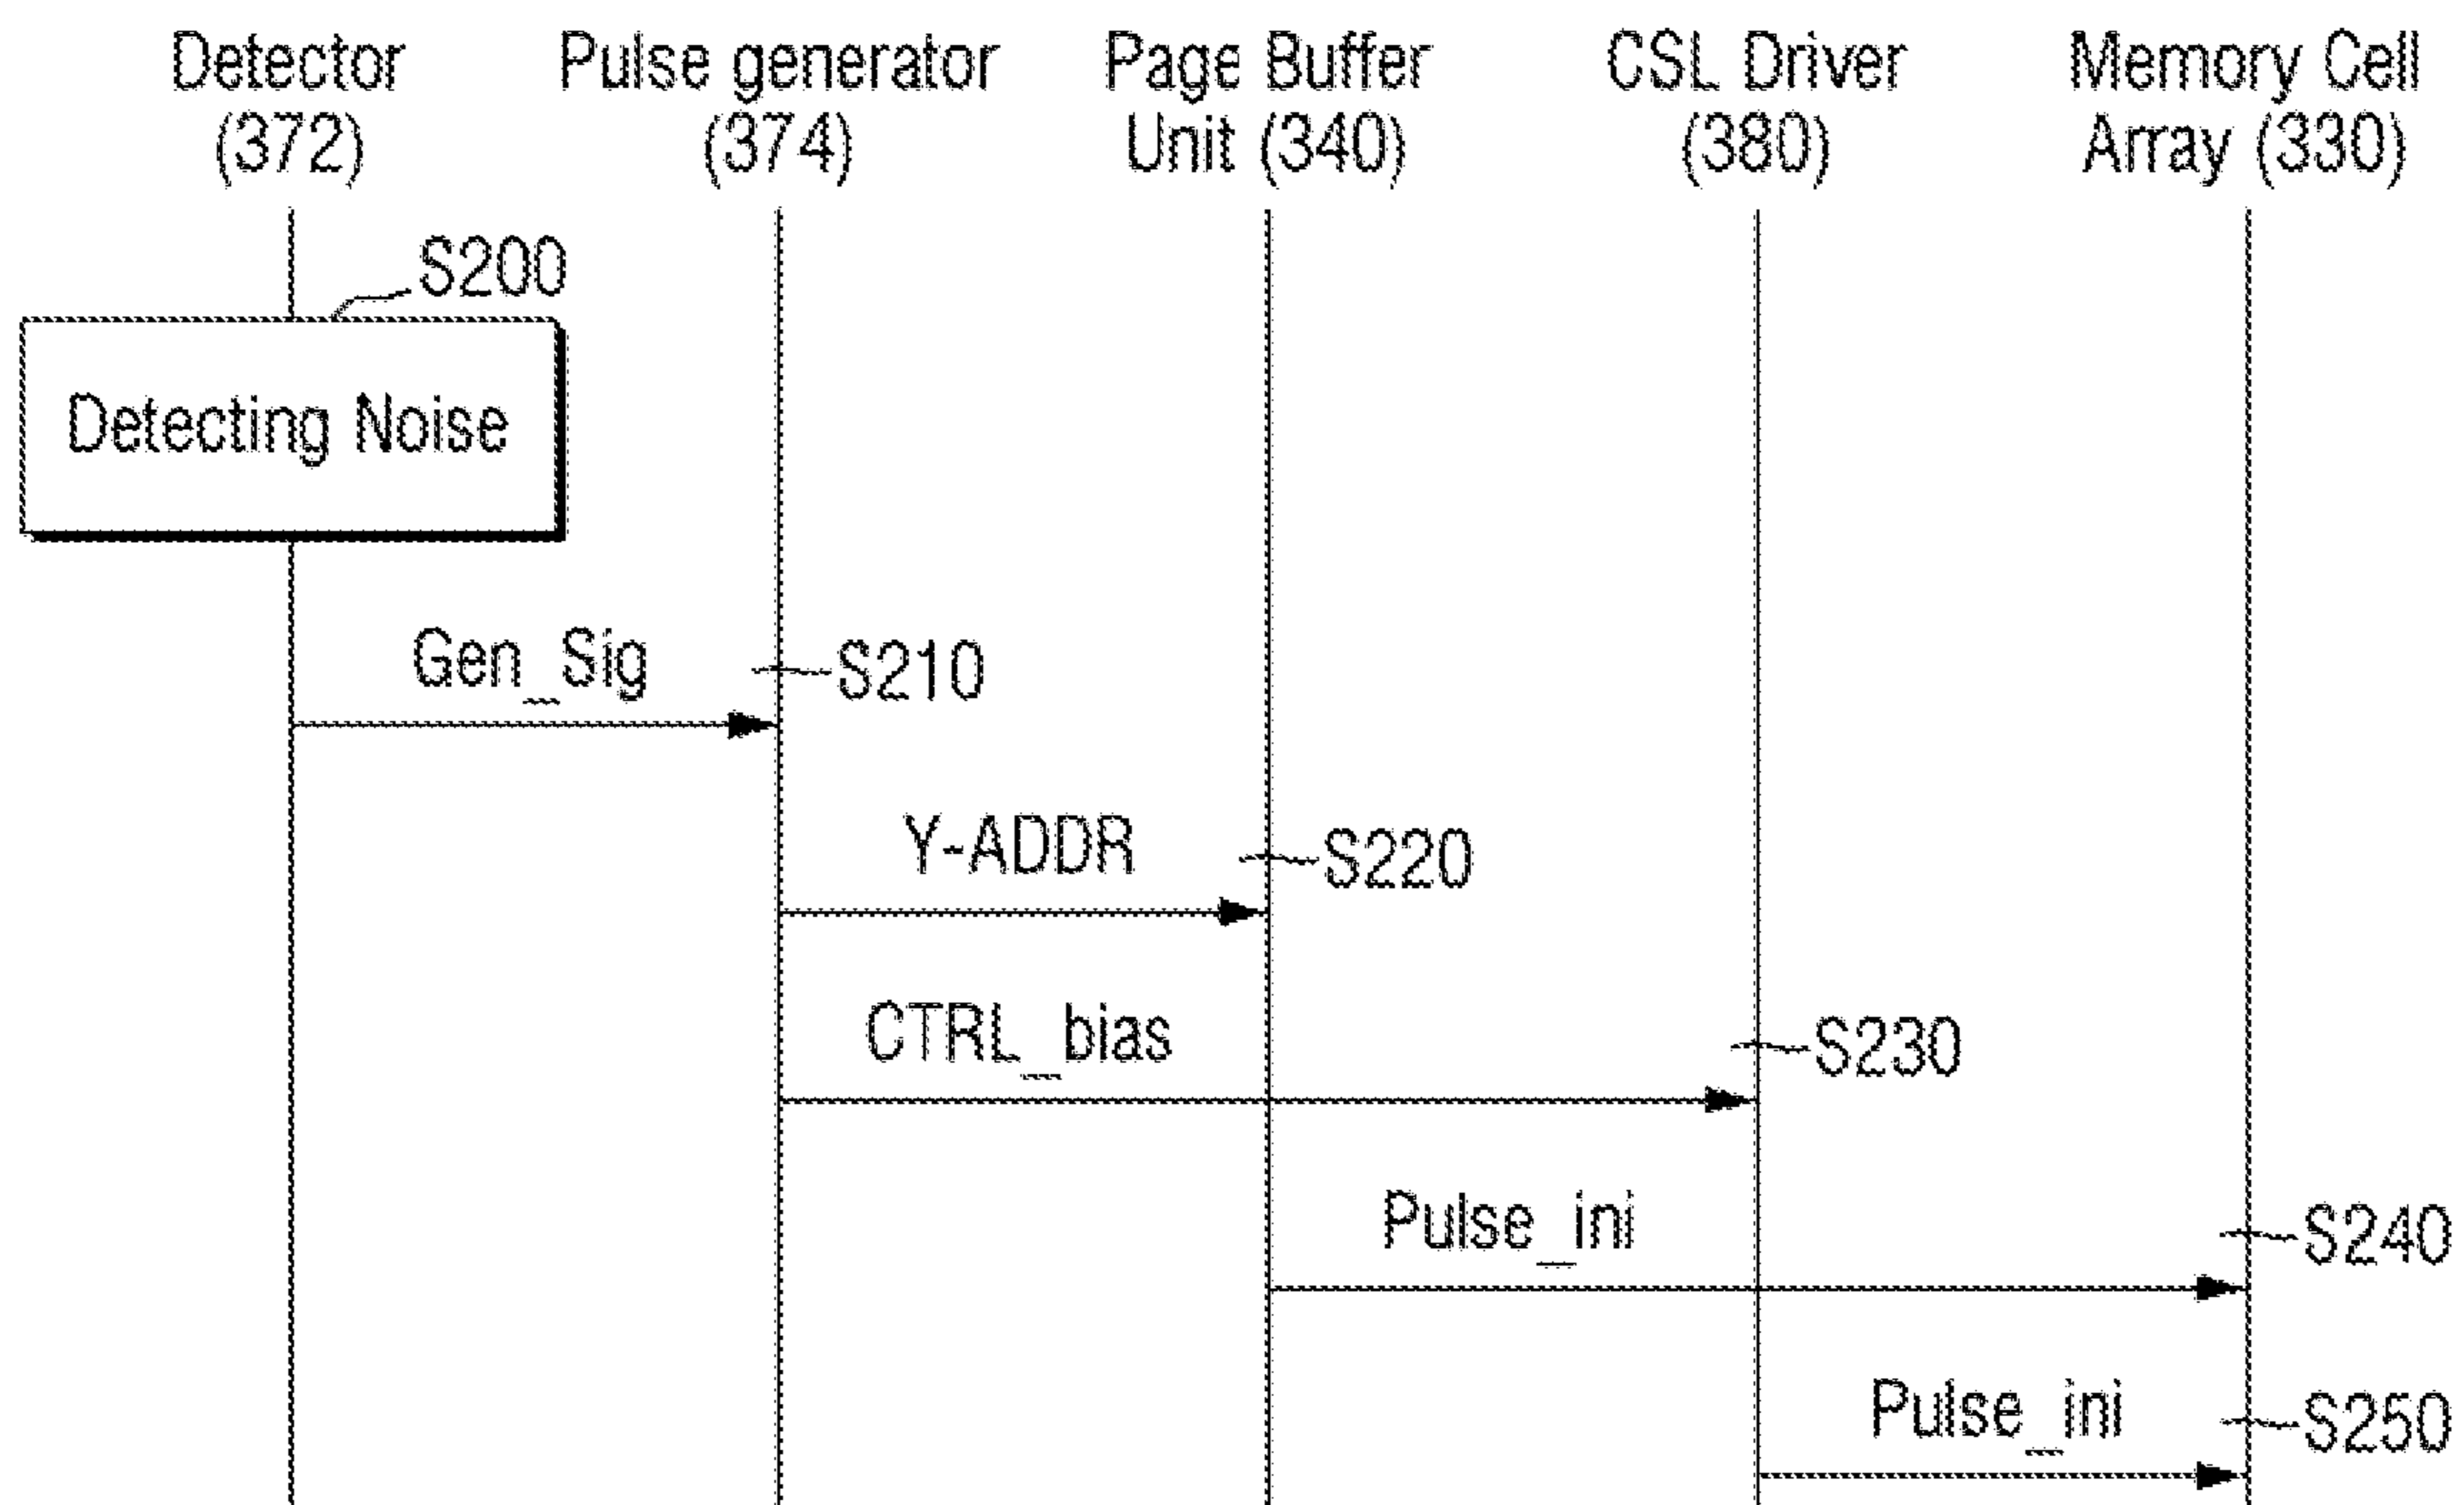 Detector
(372)
Pulse generator
(374)
Page Buffer
Unit (340)
CSL Driver
(380)
Memory Cell
Array (330)
S200
Detecting Noise
Gen_Sig
S210
Y-ADDR
S220
CTRL_bias
S230
Pulse_ini
S240
Pulse_ini
S250